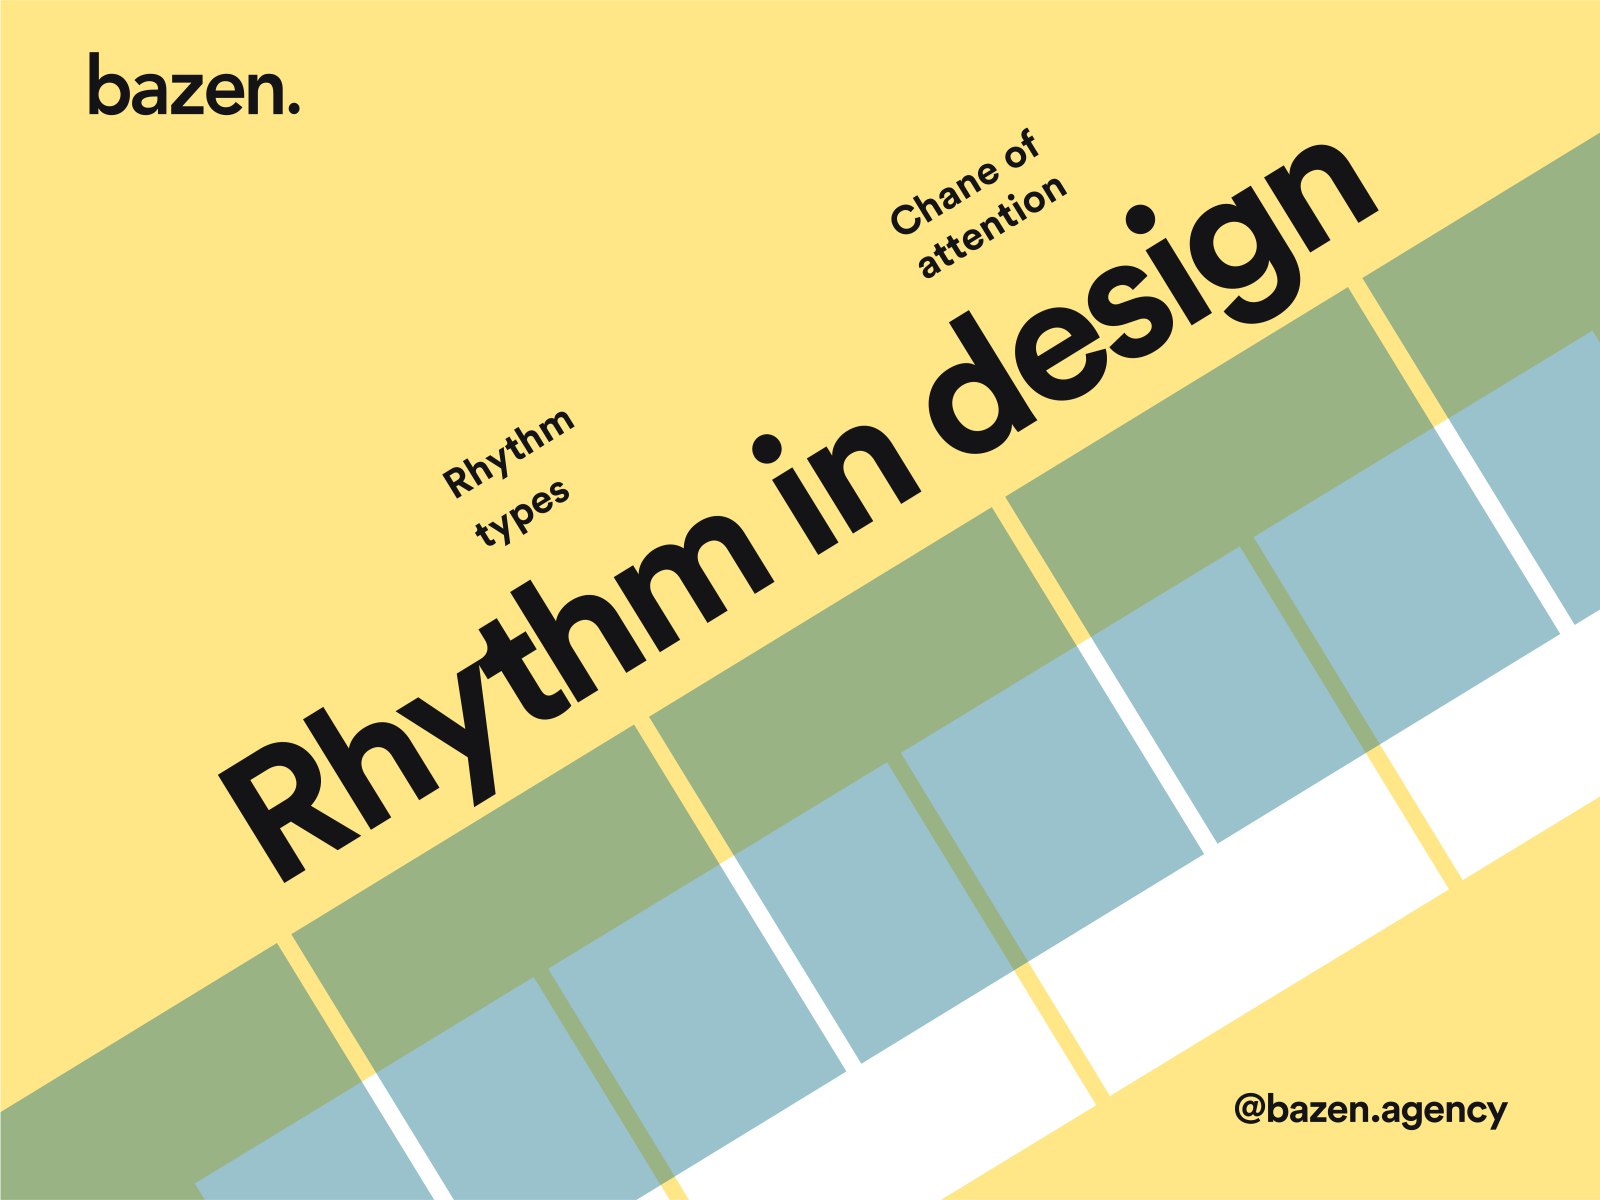 bazen.
Chane of
attention
Rhythm
types
Rhythm in design
@bazen.agency